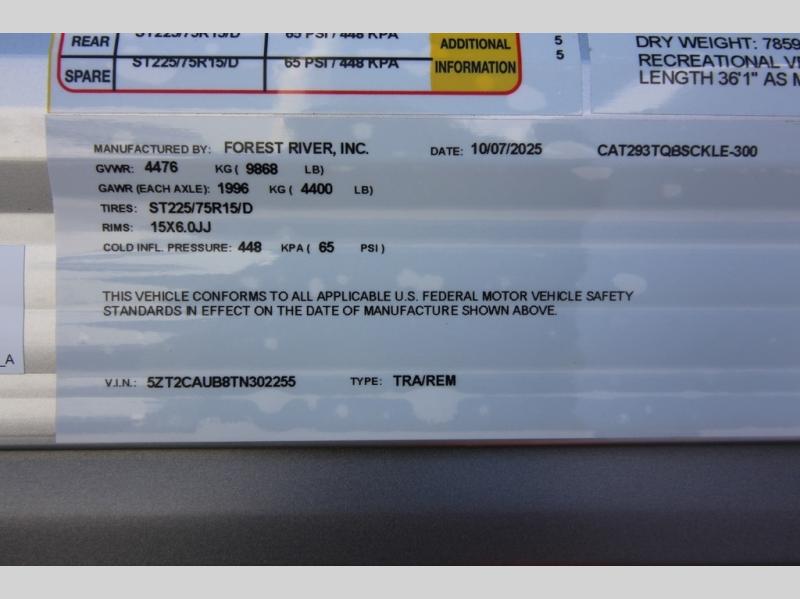 REAR ST225/75R15/D 65 PSI / 448 KPA ADDITIONAL 5
SPARE ST225/75R15/D 65 PSI / 448 KPA INFORMATION 5
DRY WEIGHT: 7859
RECREATIONAL
LENGTH 36'1" AS
MANUFACTURED BY: FOREST RIVER, INC. DATE: 10/07/2025 CAT293TQBSCKLE-300
GVWR: 4476 KG ( 9868 LB)
GAWR (EACH AXLE): 1996 KG ( 4400 LB)
TIRES: ST225/75R15/D
RIMS: 15X6.0JJ
COLD INFL. PRESSURE: 448 KPA ( 65 PSI )
THIS VEHICLE CONFORMS TO ALL APPLICABLE U.S. FEDERAL MOTOR VEHICLE SAFETY
STANDARDS IN EFFECT ON THE DATE OF MANUFACTURE SHOWN ABOVE.
_A
V.I.N.: 5ZT2CAUB8TN302255 TYPE: TRA/REM